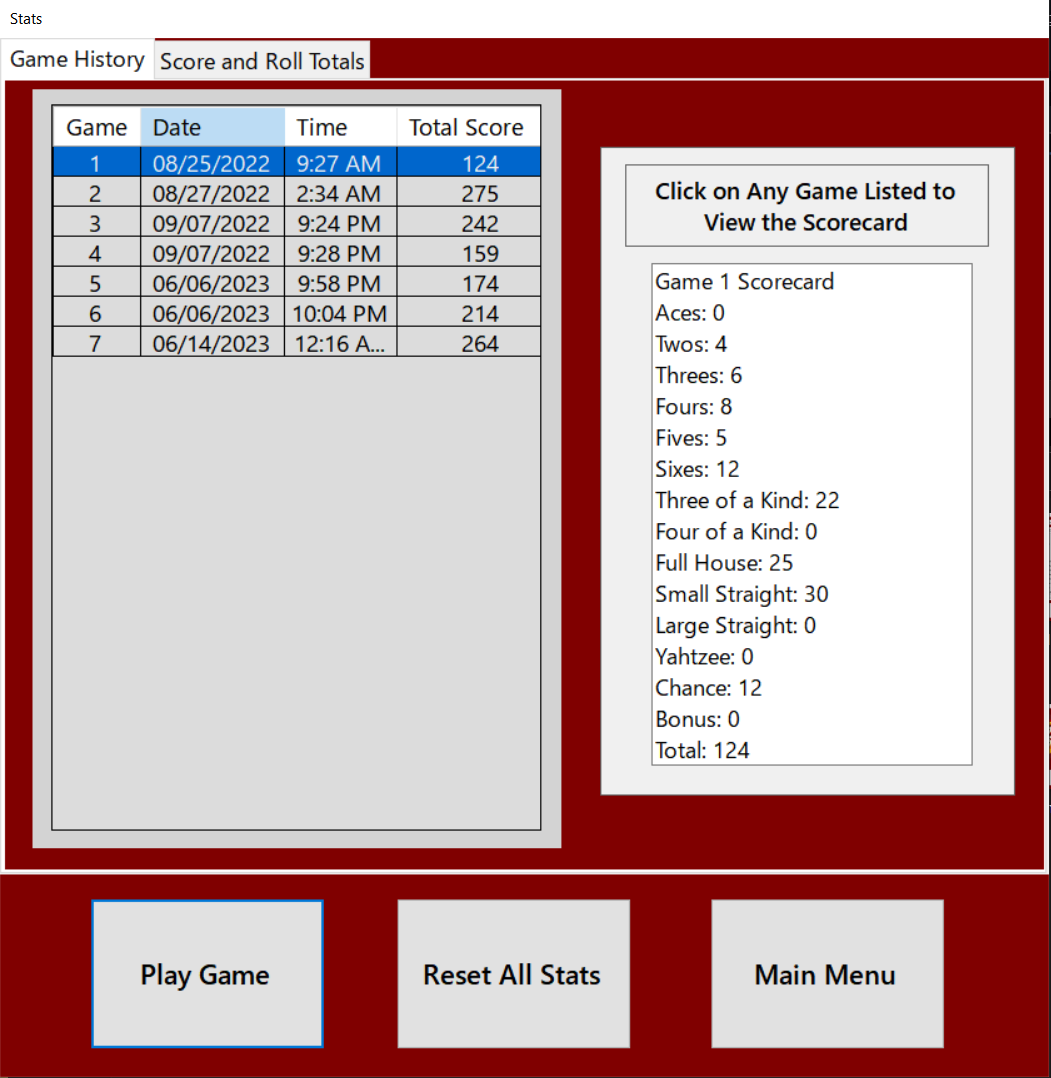 Stats
Game History Score and Roll Totals
Game Date Time Total Score
1 08/25/2022 9:27 AM 124
2 08/27/2022 2:34 AM 275
3 09/07/2022 9:24 PM 242
4 09/07/2022 9:28 PM 159
5 06/06/2023 9:58 PM 174
6 06/06/2023 10:04 PM 214
7 06/14/2023 12:16 A... 264
Click on Any Game Listed to
View the Scorecard
Game 1 Scorecard
Aces: 0
Twos: 4
Threes: 6
Fours: 8
Fives: 5
Sixes: 12
Three of a Kind: 22
Four of a Kind: 0
Full House: 25
Small Straight: 30
Large Straight: 0
Yahtzee: 0
Chance: 12
Bonus: 0
Total: 124
Play Game Reset All Stats Main Menu